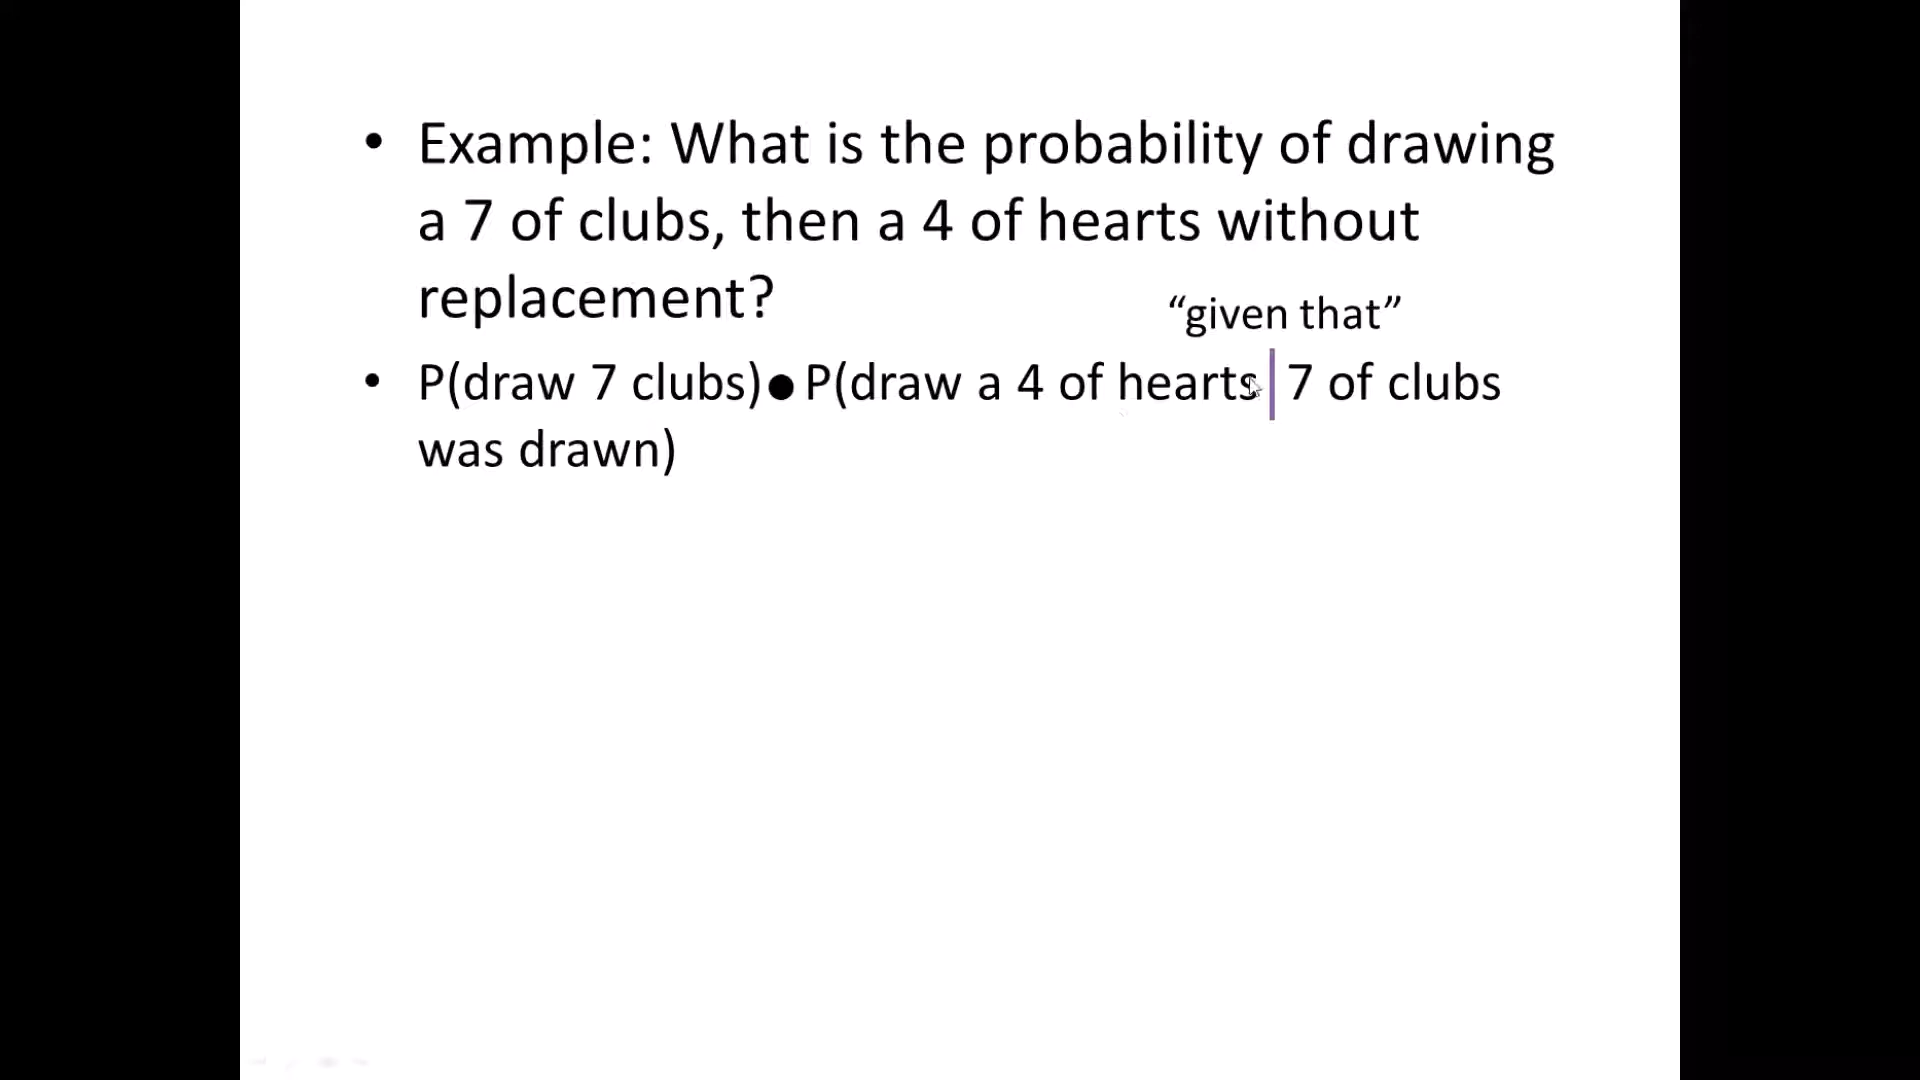 • Example: What is the probability of drawing
a 7 of clubs, then a 4 of hearts without
replacement?
“given that”
• P(draw 7 clubs)●P(draw a 4 of hearts | 7 of clubs
was drawn)